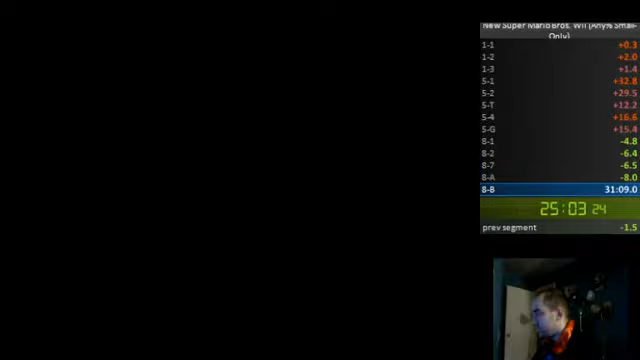 New Super Mario Bros. Wii (Any% Small-
Only)
1-1 +0.3
1-2 +2.0
1-3 +1.4
5-1 +32.8
5-2 +29.5
5-T +12.2
5-4 +16.6
5-G +15.4
8-1 -4.8
8-2 -6.4
8-7 -6.5
8-A -8.0
8-B 31:09.0
25:03 24
prev segment -1.5